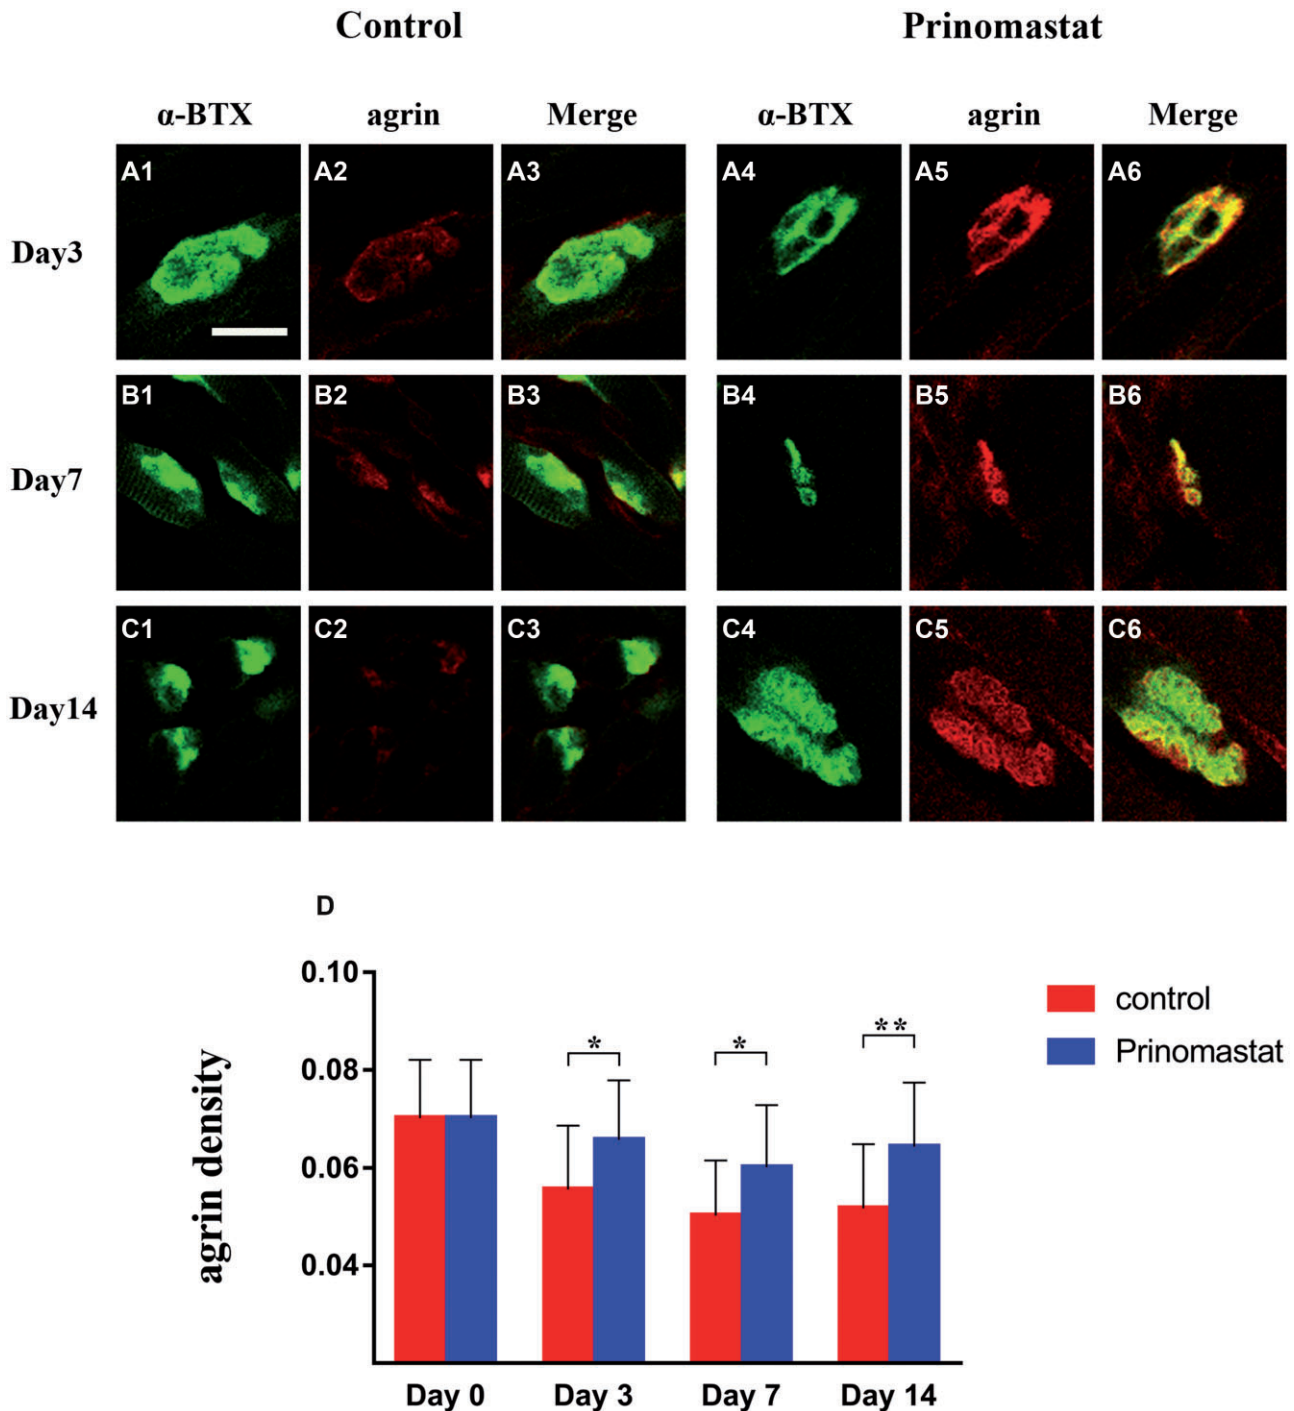 Control Prinomastat
α-BTX agrin Merge α-BTX agrin Merge
Day3 A1 A2 A3 A4 A5 A6
Day7 B1 B2 B3 B4 B5 B6
Day14 C1 C2 C3 C4 C5 C6
D
agrin density
0.10
0.08
0.06
0.04
* * **
Day 0 Day 3 Day 7 Day 14
control
Prinomastat